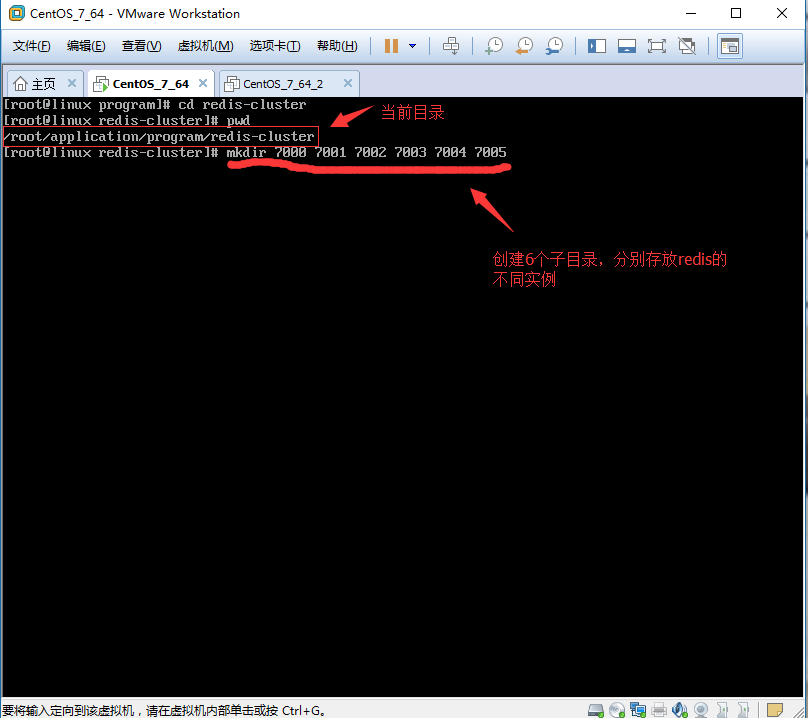 CentOS_7_64 - VMware Workstation
文件(F) 编辑(E) 查看(V) 虚拟机(M) 选项卡(T) 帮助(H)
主页 CentOS_7_64 CentOS_7_64_2
[root@linux program]# cd redis-cluster
[root@linux redis-cluster]# pwd
当前目录
/root/application/program/redis-cluster
[root@linux redis-cluster]# mkdir 7000 7001 7002 7003 7004 7005
创建6个子目录，分别存放redis的
不同实例
要将输入定向到该虚拟机，请在虚拟机内部单击或按 Ctrl+G。